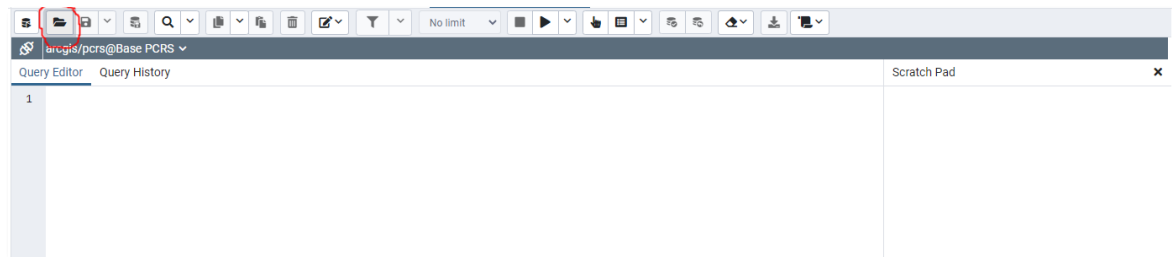 No limit
arcgis/pcrs@Base PCRS
Query Editor Query History Scratch Pad
1